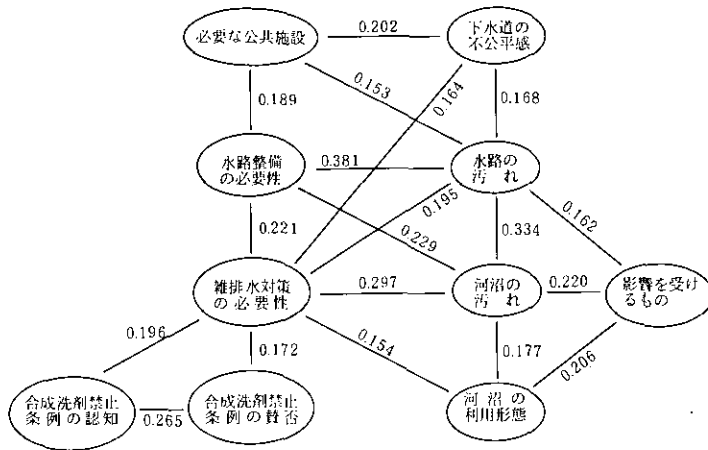 必要な公共施設
0.202
下水道の
不公平感
0.189
0.153
0.164
0.168
水路整備
の必要性
0.381
水路の
汚れ
0.221
0.195
0.229
0.334
0.162
雑排水対策
の必要性
0.297
河沼の
汚れ
0.220
影響を受け
るもの
0.196
0.172
0.154
0.177
0.206
合成洗剤禁止
条例の認知
0.265
合成洗剤禁止
条例の賛否
河沼の
利用形態